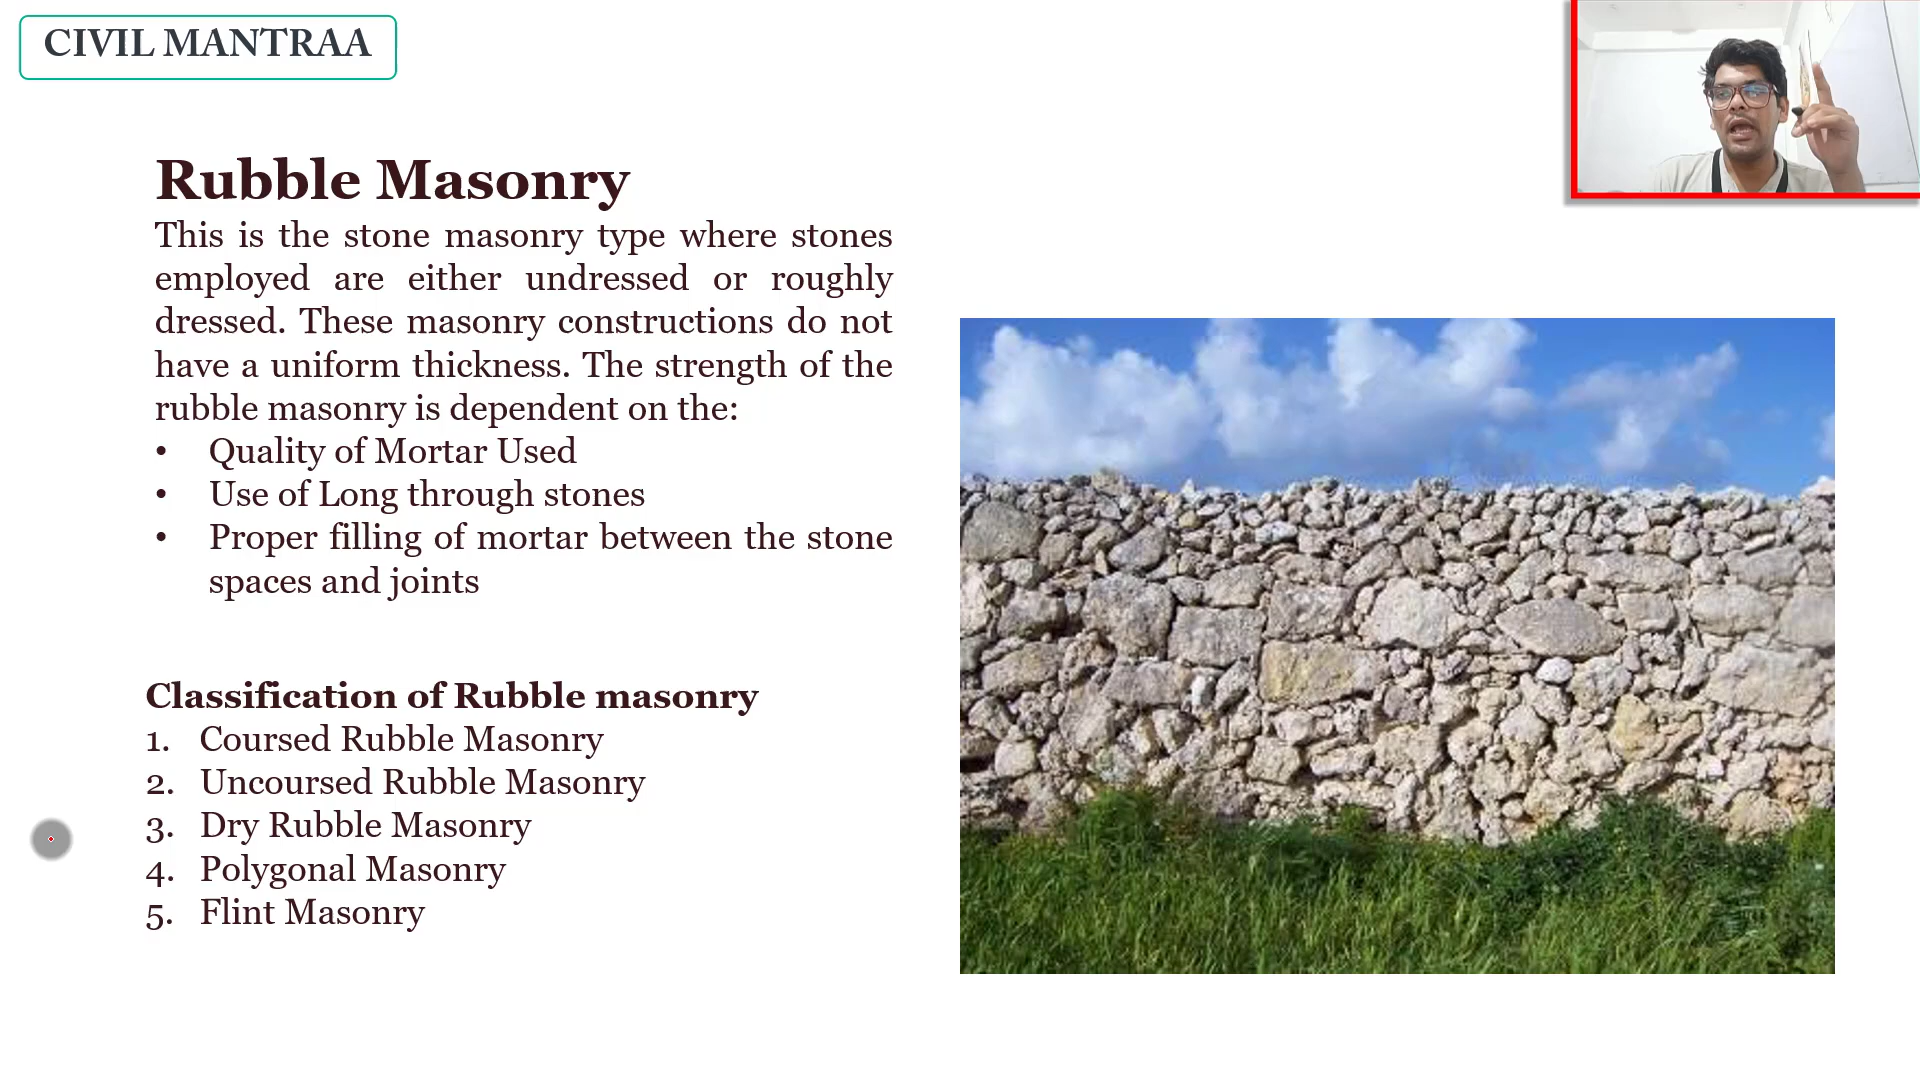 CIVIL MANTRAA
Rubble Masonry
This is the stone masonry type where stones
employed are either undressed or roughly
dressed. These masonry constructions do not
have a uniform thickness. The strength of the
rubble masonry is dependent on the:
• Quality of Mortar Used
• Use of Long through stones
• Proper filling of mortar between the stone
spaces and joints
Classification of Rubble masonry
1. Coursed Rubble Masonry
2. Uncoursed Rubble Masonry
3. Dry Rubble Masonry
4. Polygonal Masonry
5. Flint Masonry